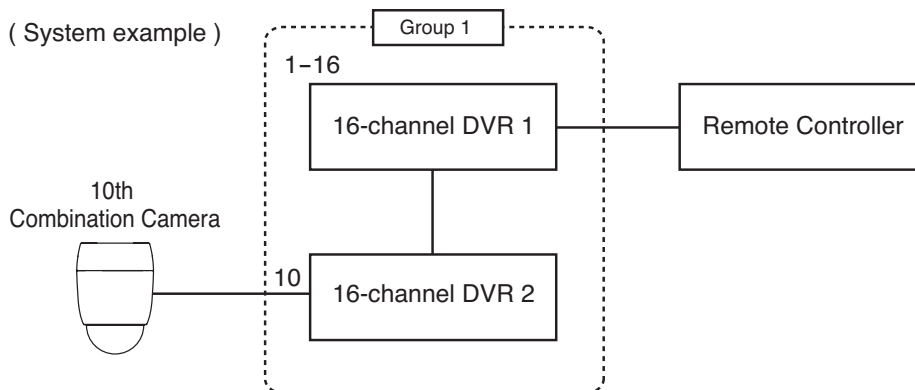 ( System example )
Group 1
1–16
16-channel DVR 1
Remote Controller
10th
Combination Camera
10
16-channel DVR 2